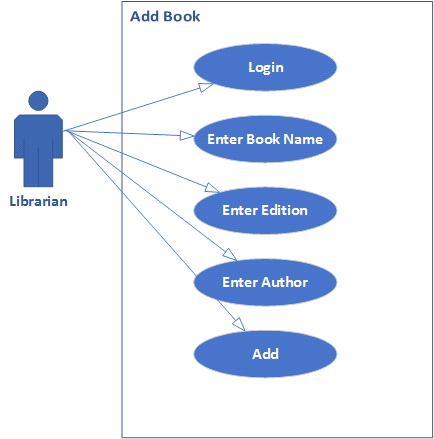 Add Book
Login
Enter Book Name
Librarian
Enter Edition
Enter Author
Add